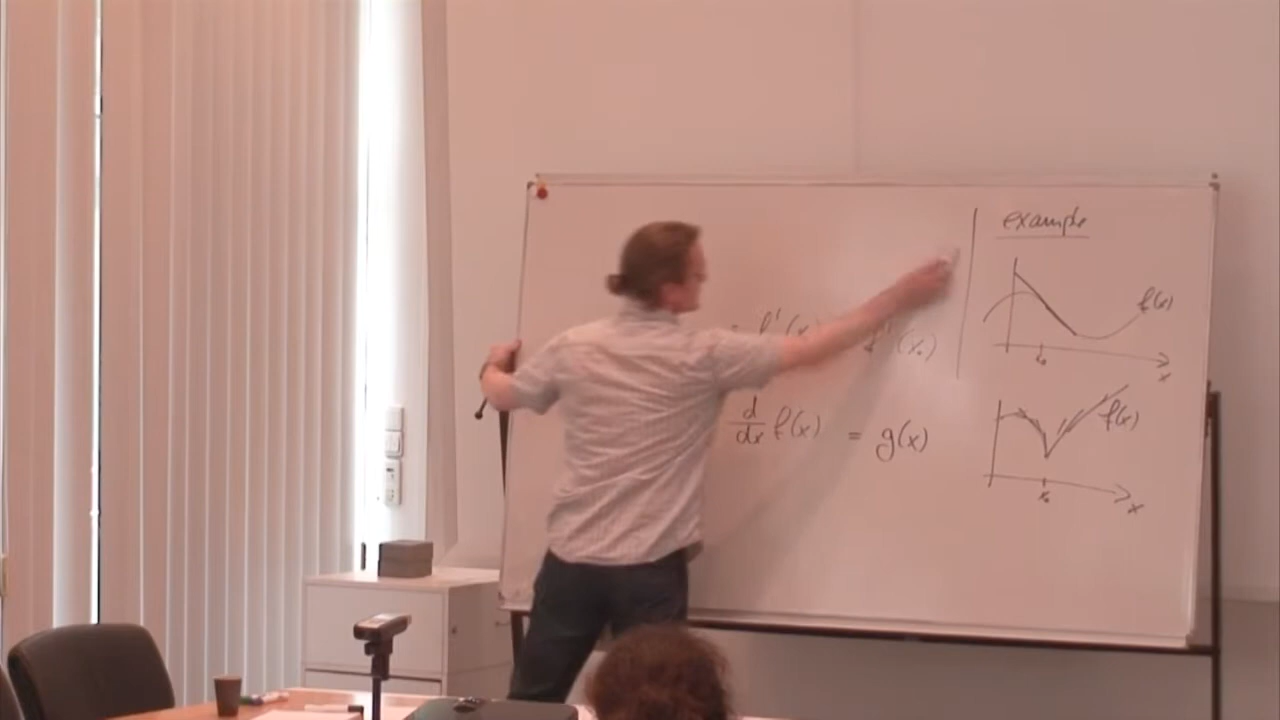 = f'(x)
f'(x₀)
d/dx f(x) = g(x)
example
f(x)
x₀
x
f(x)
x₀
x